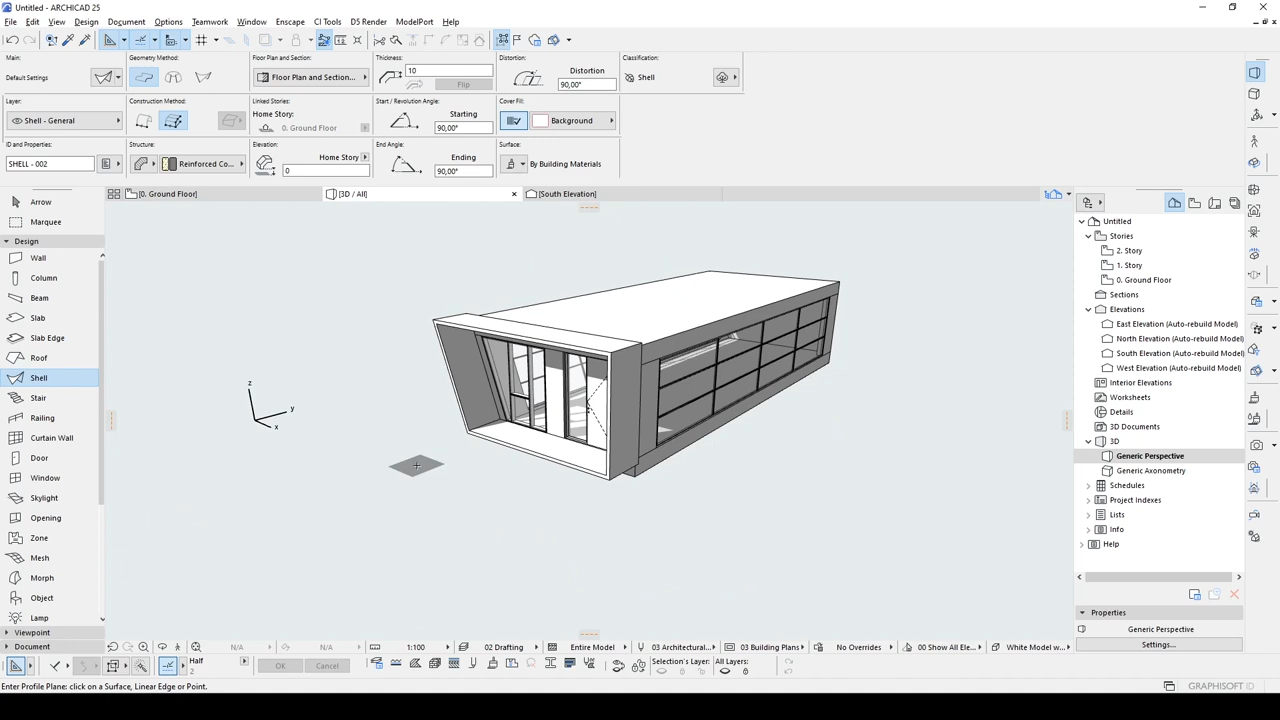 Untitled - ARCHICAD 25
File Edit View Design Document Options Teamwork Window Enscape CI Tools D5 Render ModelPort Help
Main: Geometry Method: Floor Plan and Section: Thickness: Distortion: Classification:
Default Settings Floor Plan and Section... 10 Flip Distortion 90,00° Shell
Layer: Construction Method: Linked Stories: Start / Revolution Angle: Cover Fill:
Shell - General Home Story: 0. Ground Floor Starting 90,00° Background
ID and Properties: Structure: Elevation: End Angle: Surface:
SHELL - 002 Reinforced Co... Home Story 0 Ending 90,00° By Building Materials
[0. Ground Floor] [3D / All] [South Elevation]
Arrow
Marquee
Design
Wall
Column
Beam
Slab
Slab Edge
Roof
Shell
Stair
Railing
Curtain Wall
Door
Window
Skylight
Opening
Zone
Mesh
Morph
Object
Lamp
Viewpoint
Document
z
y
x
Untitled
Stories
2. Story
1. Story
0. Ground Floor
Sections
Elevations
East Elevation (Auto-rebuild Model)
North Elevation (Auto-rebuild Model)
South Elevation (Auto-rebuild Model)
West Elevation (Auto-rebuild Model)
Interior Elevations
Worksheets
Details
3D Documents
3D
Generic Perspective
Generic Axonometry
Schedules
Project Indexes
Lists
Info
Help
Properties
Generic Perspective
Settings...
N/A N/A 1:100 02 Drafting Entire Model 03 Architectural... 03 Building Plans No Overrides 00 Show All Ele... White Model w...
Half
2
OK Cancel Selection's Layer: All Layers:
Enter Profile Plane: click on a Surface, Linear Edge or Point.
GRAPHISOFT ID